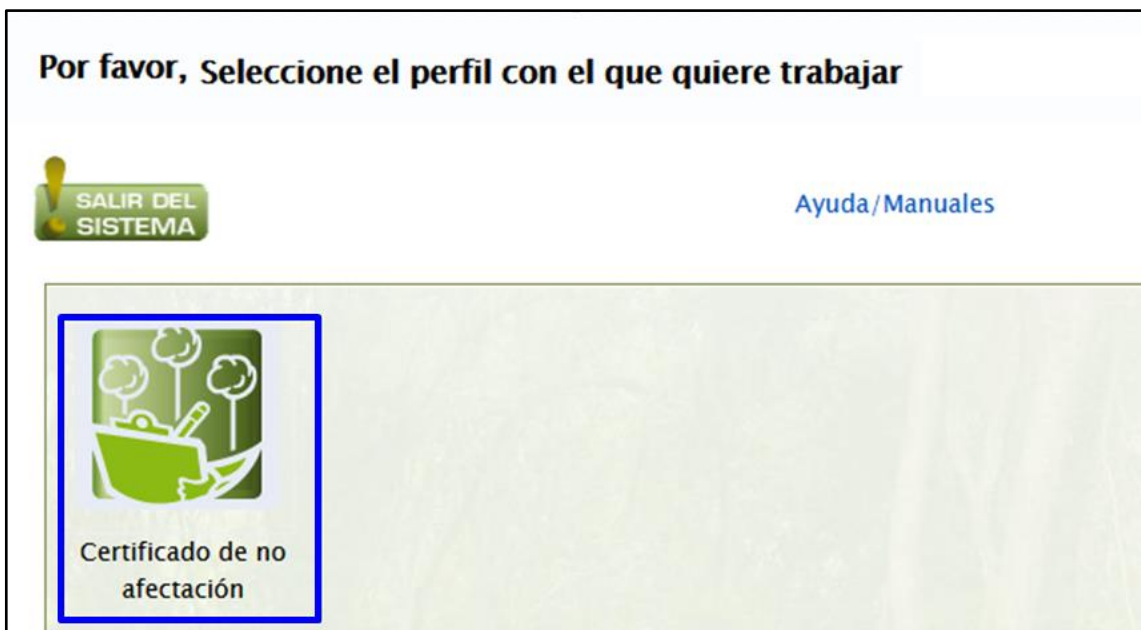 Por favor, Seleccione el perfil con el que quiere trabajar
SALIR DEL
SISTEMA
Ayuda/Manuales
Certificado de no
afectación